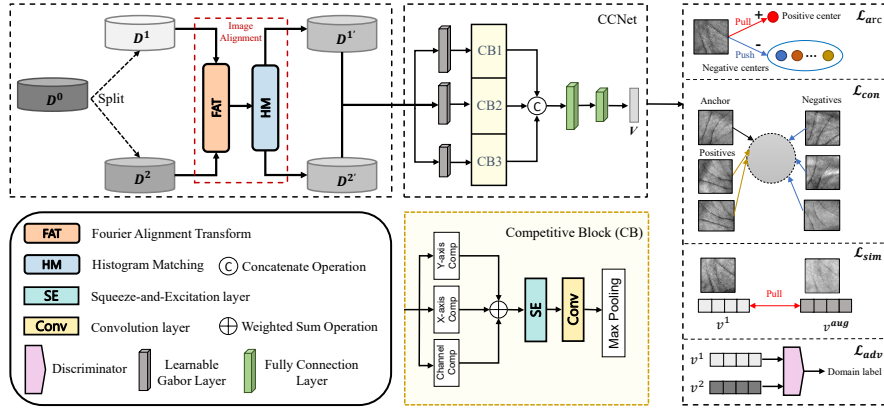 D⁰
Split
D¹
D²
Image
Alignment
FAT
HM
D¹′
D²′
CCNet
CB1
CB2
CB3
C
V
ℒarc
Pull
+
Positive center
Push
-
Negative centers
ℒcon
Anchor
Negatives
Positives
ℒsim
Pull
v¹
vᵃᵘᵍ
ℒadv
v¹
v²
Domain label
FAT
Fourier Alignment Transform
HM
Histogram Matching
C
Concatenate Operation
SE
Squeeze-and-Excitation layer
Conv
Convolution layer
Weighted Sum Operation
Discriminator
Learnable
Gabor Layer
Fully Connection
Layer
Competitive Block (CB)
Y-axis
Comp
X-axis
Comp
Channel
Comp
SE
Conv
Max Pooling